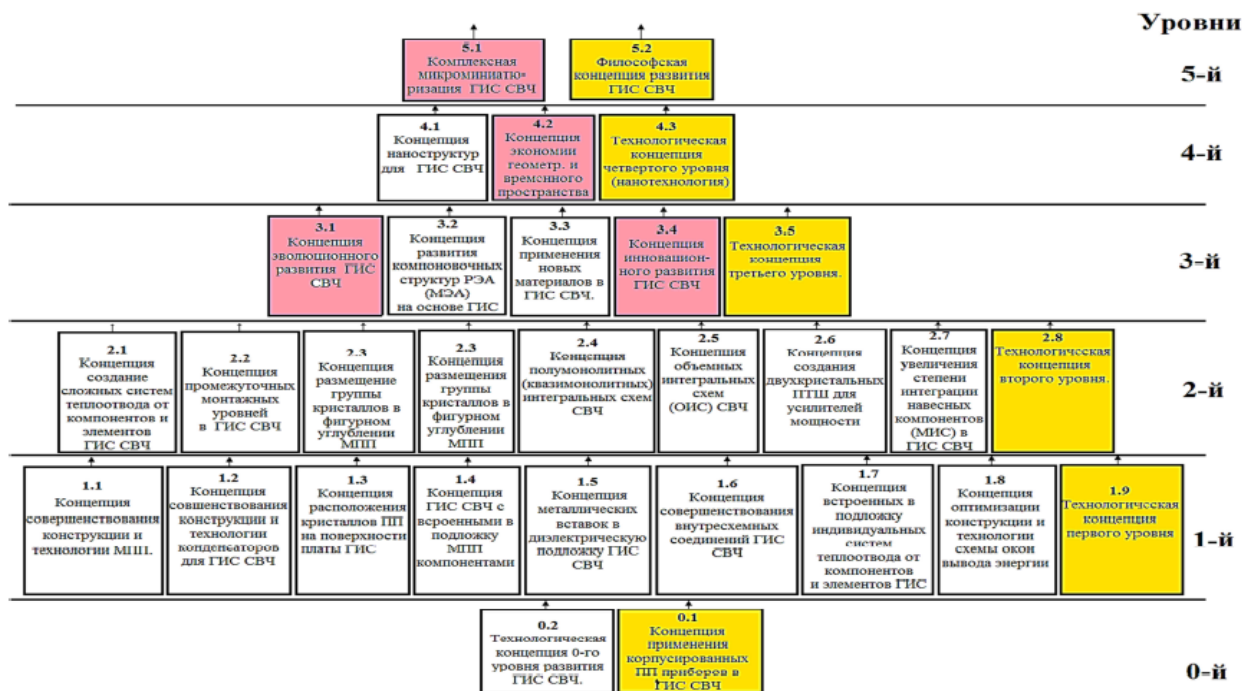 Уровни
5.1
Комплексная
микроминиатю-
ризация ГИС СВЧ
5.2
Философская
концепция развития
ГИС СВЧ
5-й
4.1
Концепция
наноструктур
для ГИС СВЧ
4.2
Концепция
экономии
геометр. и
временного
пространства
4.3
Технологическая
концепция
четвертого уровня
(нанотехнология)
4-й
3.1
Концепция
эволюционного
развития ГИС
СВЧ
3.2
Концепция
развития
компоновочных
структур РЭА
(МЭА)
на основе ГИС
3.3
Концепция
применения
новых
материалов в
ГИС СВЧ.
3.4
Концепция
инновацион-
ного развития
ГИС СВЧ
3.5
Технологическая
концепция
третьего уровня.
3-й
2.1
Концепция
создание
сложных систем
теплоотвода от
компонентов и
элементов
ГИС СВЧ
2.2
Концепция
промежуточных
монтажных
уровней
в ГИС СВЧ
2.3
Концепция
размещение
группы
кристаллов в
фигурном
углублении
МПП
2.3
Концепция
размещения
группы
кристаллов в
фигурном
углублении МПП
2.4
Концепция
полумонолитных
(квазимонолитных)
интегральных схем
СВЧ
2.5
Концепция
объемных
интегральных
схем
(ОИС) СВЧ
2.6
Концепция
создания
двухкристальных
ПТШ для
усилителей
мощности
2.7
Концепция
увеличения
степени
интеграции
навесных
компонентов
(МИС) в
ГИС СВЧ
2.8
Технологическая
концепция
второго уровня.
2-й
1.1
Концепция
совершенствования
конструкции и
технологии МПП.
1.2
Концепция
совшенствования
конструкции и
технологии
конденсаторов
для ГИС СВЧ
1.3
Концепция
расположения
кристаллов ПП
на поверхности
платы ГИС
1.4
Концепция
ГИС СВЧ с
всроенными в
подложку
МПП
компонентами
1.5
Концепция
металлических
вставок в
диэлектрическую
подложку ГИС
СВЧ
1.6
Концепция
совершенствования
внутресхемных
соединений ГИС
СВЧ
1.7
Концепция
встроенных в
подложку
индивидуальных
систем
теплоотвода от
компонентов
и элементов ГИС
1.8
Концепция
оптимизации
конструкции и
технологии
схемы окон
вывода энергии
1.9
Технологическая
концепция
первого уровня
1-й
0.2
Технологическая
концепция 0-го
уровня развития
ГИС СВЧ.
0.1
Концепция
применения
корпусированных
ПП приборов в
ГИС СВЧ
0-й